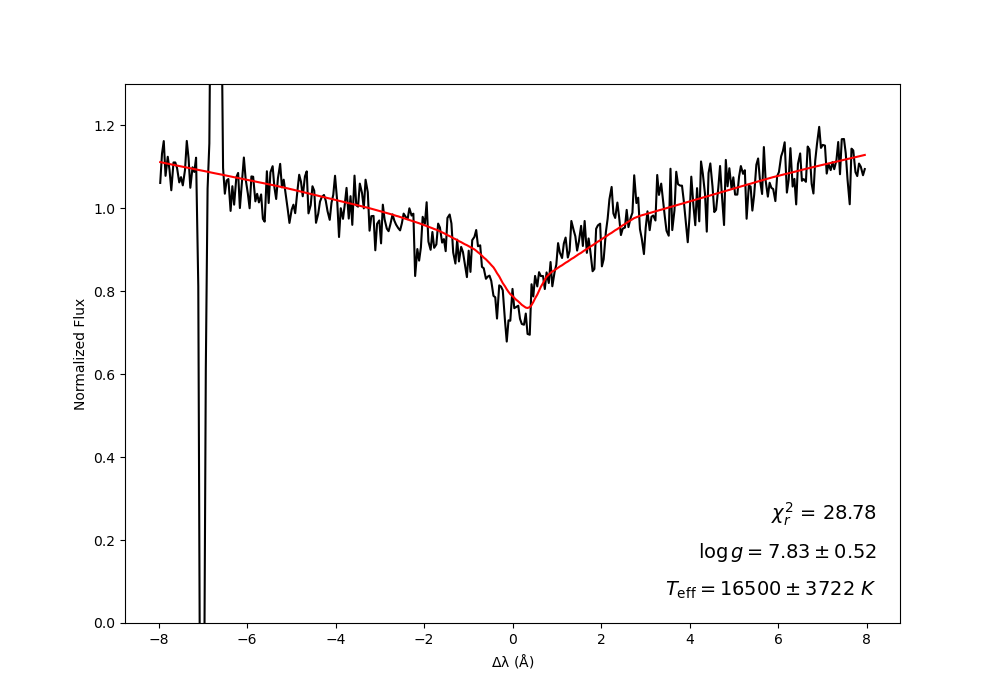 1.2
1.0
0.8
0.6
0.4
0.2
0.0
Normalized Flux
χ²ᵣ = 28.78
log g = 7.83 ± 0.52
T_eff = 16500 ± 3722 K
−8 −6 −4 −2 0 2 4 6 8
Δλ (Å)